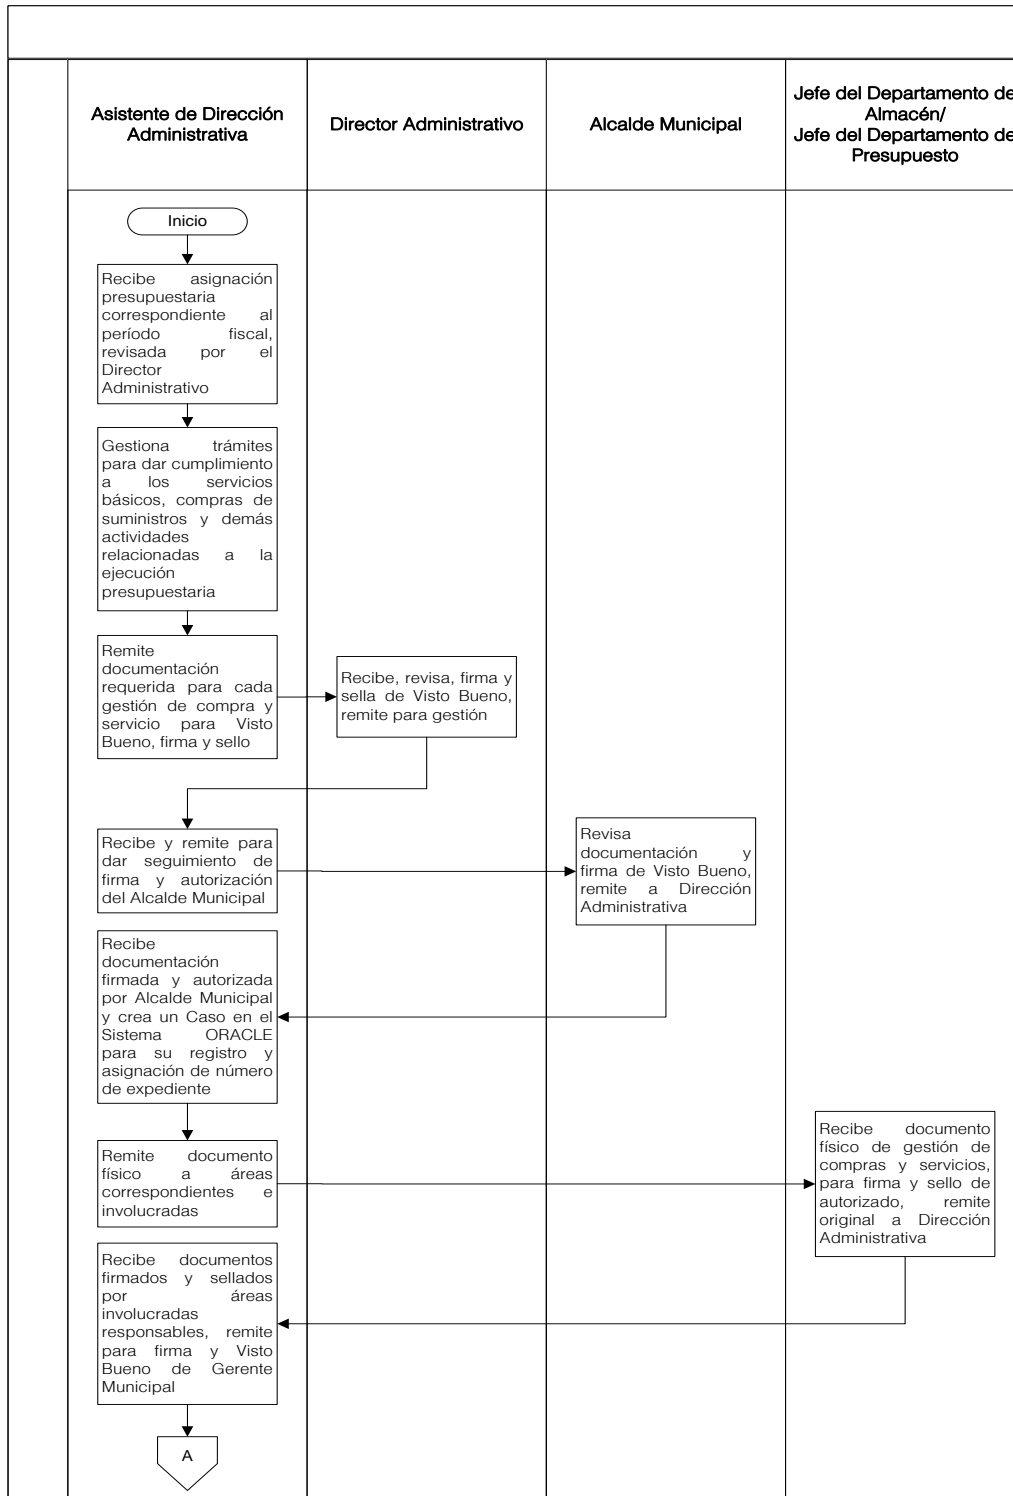 Asistente de Dirección
Administrativa
Director Administrativo
Alcalde Municipal
Jefe del Departamento de
Almacén/
Jefe del Departamento de
Presupuesto
Inicio
Recibe asignación
presupuestaria
correspondiente al
período fiscal,
revisada por el
Director
Administrativo
Gestiona trámites
para dar cumplimiento
a los servicios
básicos, compras de
suministros y demás
actividades
relacionadas a la
ejecución
presupuestaria
Remite
documentación
requerida para cada
gestión de compra y
servicio para Visto
Bueno, firma y sello
Recibe, revisa, firma y
sella de Visto Bueno,
remite para gestión
Recibe y remite para
dar seguimiento de
firma y autorización
del Alcalde Municipal
Revisa
documentación y
firma de Visto Bueno,
remite a Dirección
Administrativa
Recibe
documentación
firmada y autorizada
por Alcalde Municipal
y crea un Caso en el
Sistema ORACLE
para su registro y
asignación de número
de expediente
Remite documento
físico a áreas
correspondientes e
involucradas
Recibe documento
físico de gestión de
compras y servicios,
para firma y sello de
autorizado, remite
original a Dirección
Administrativa
Recibe documentos
firmados y sellados
por áreas
involucradas
responsables, remite
para firma y Visto
Bueno de Gerente
Municipal
A